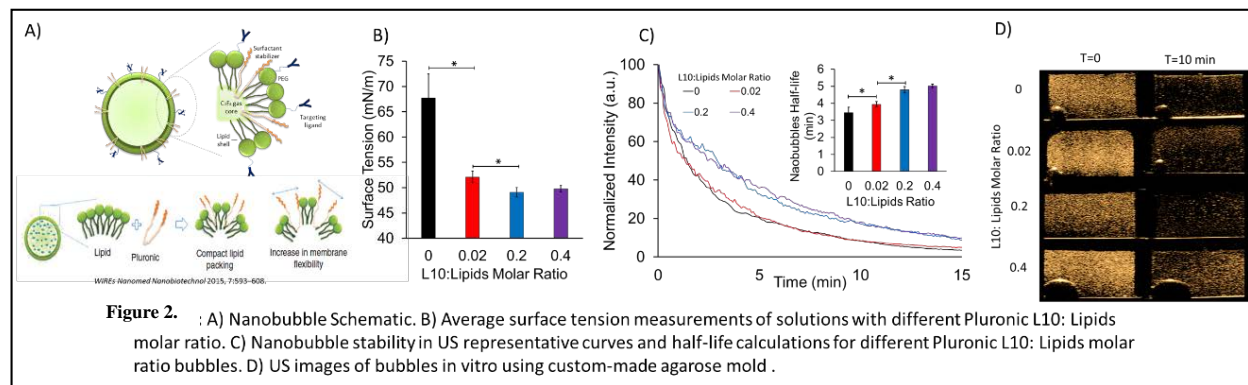 A)
Surfactant
stabilizer
PEG
C₃F₈ gas
core
Lipid
shell
Targeting
ligand
Lipid
Pluronic
Compact lipid
packing
Increase in membrane
flexibility
WIREs Nanomed Nanobiotechnol 2015, 7:593–608.
B)
Surface Tension (mN/m)
75
70
65
60
55
50
45
40
*
*
0 0.02 0.2 0.4
L10:Lipids Molar Ratio
C)
Normalized Intensity (a.u.)
100
80
60
40
20
0
0 5 10 15
Time (min)
L10:Lipids Molar Ratio
0 0.02
0.2 0.4
Naobubbles Half-life
(min)
6
5
4
3
2
1
0
*
*
0 0.02 0.2 0.4
L10:Lipids Ratio
D)
T=0 T=10 min
L10: Lipids Molar Ratio
0
0.02
0.2
0.4
Figure 2. : A) Nanobubble Schematic. B) Average surface tension measurements of solutions with different Pluronic L10: Lipids
molar ratio. C) Nanobubble stability in US representative curves and half-life calculations for different Pluronic L10: Lipids molar
ratio bubbles. D) US images of bubbles in vitro using custom-made agarose mold .